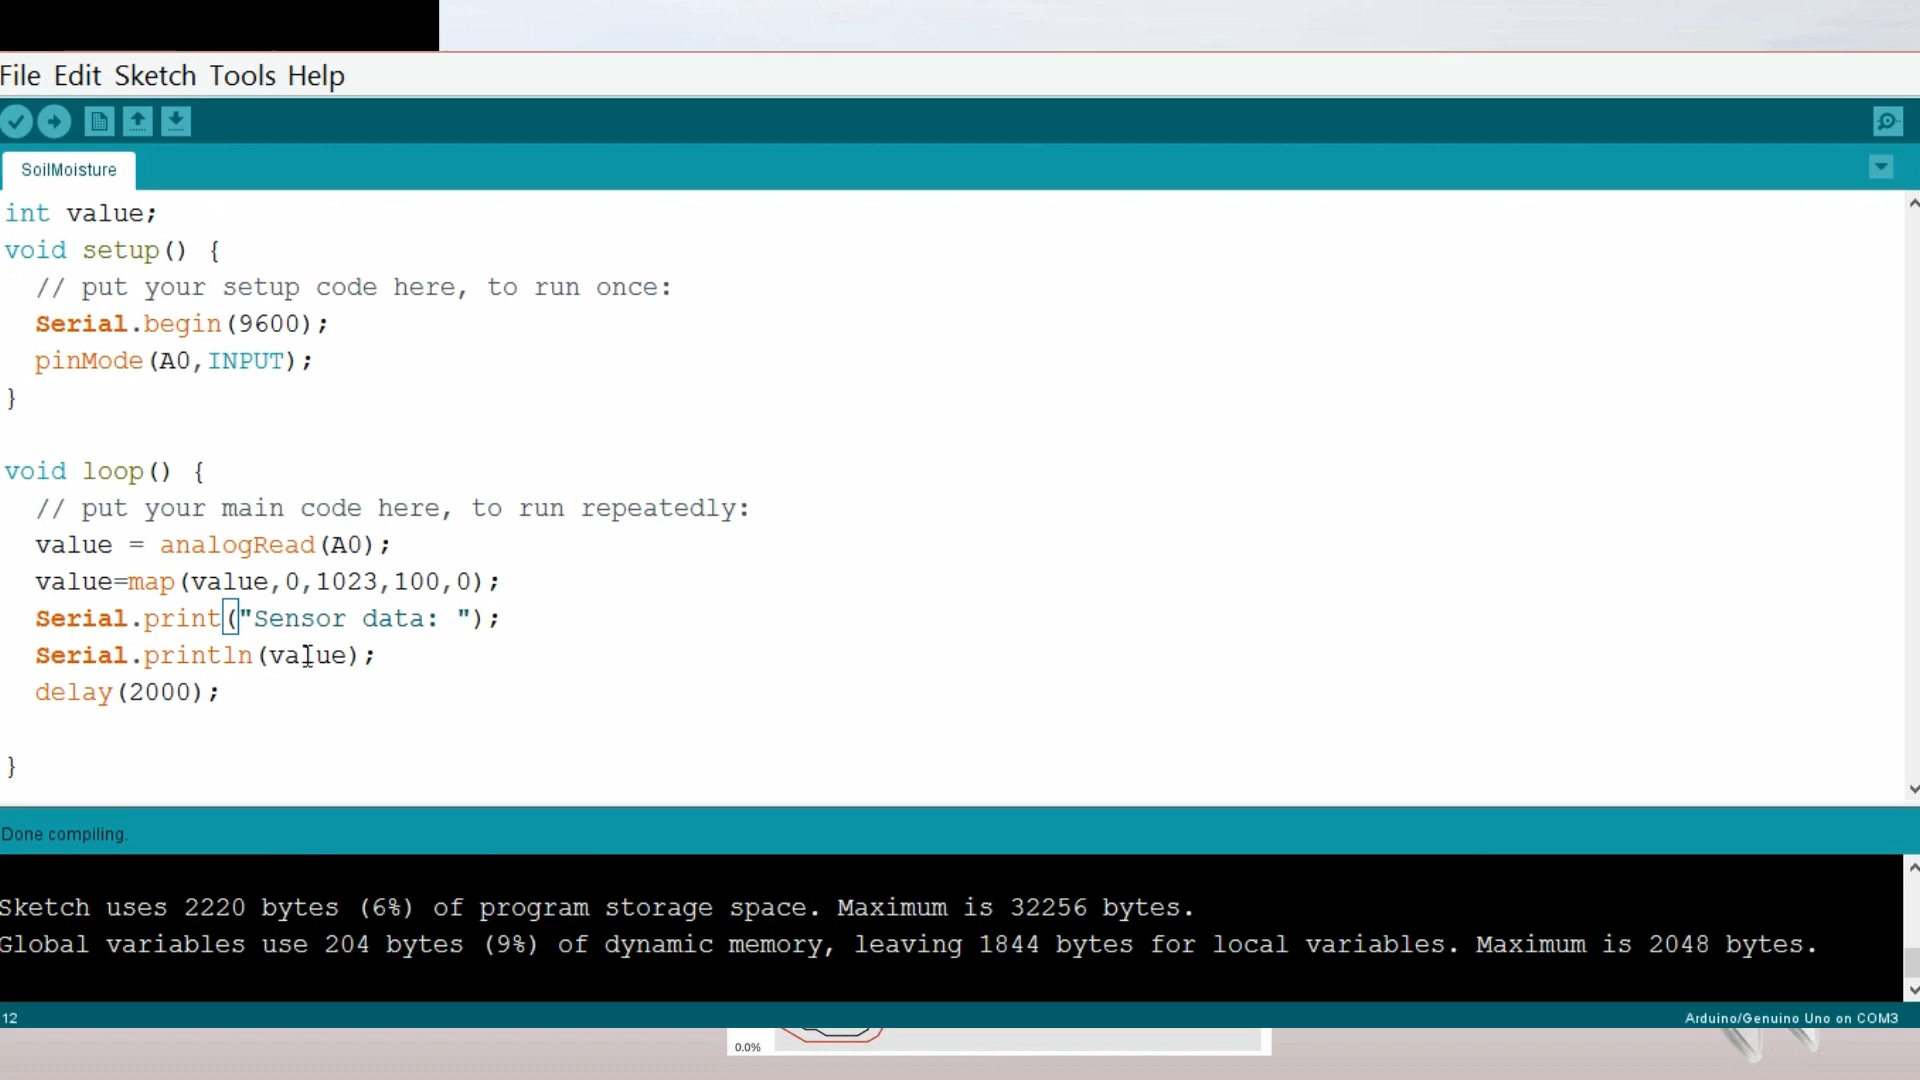 File Edit Sketch Tools Help
SoilMoisture
int value;
void setup() {
  // put your setup code here, to run once:
  Serial.begin(9600);
  pinMode(A0,INPUT);
}
void loop() {
  // put your main code here, to run repeatedly:
  value = analogRead(A0);
  value=map(value,0,1023,100,0);
  Serial.print("Sensor data: ");
  Serial.println(value);
  delay(2000);
}
Done compiling.
Sketch uses 2220 bytes (6%) of program storage space. Maximum is 32256 bytes.
Global variables use 204 bytes (9%) of dynamic memory, leaving 1844 bytes for local variables. Maximum is 2048 bytes.
12
Arduino/Genuino Uno on COM3
0.0%